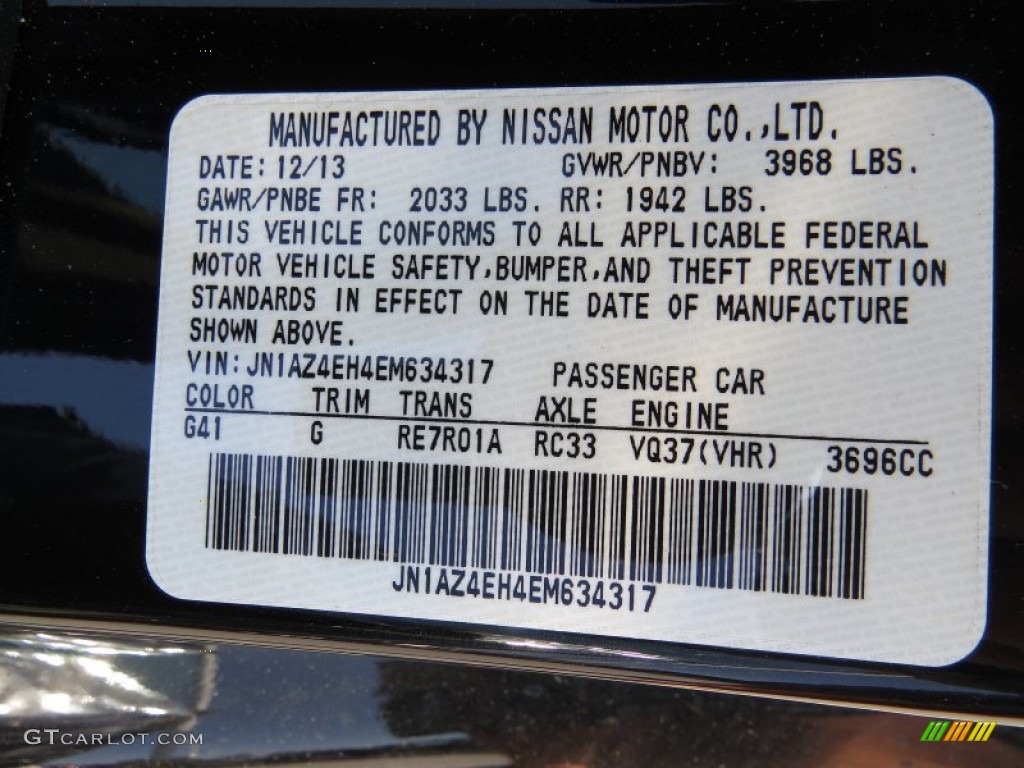 MANUFACTURED BY NISSAN MOTOR CO.,LTD.
DATE: 12/13 GVWR/PNBV: 3968 LBS.
GAWR/PNBE FR: 2033 LBS. RR: 1942 LBS.
THIS VEHICLE CONFORMS TO ALL APPLICABLE FEDERAL
MOTOR VEHICLE SAFETY,BUMPER,AND THEFT PREVENTION
STANDARDS IN EFFECT ON THE DATE OF MANUFACTURE
SHOWN ABOVE.
VIN:JN1AZ4EH4EM634317 PASSENGER CAR
COLOR TRIM TRANS AXLE ENGINE
G41 G RE7R01A RC33 VQ37(VHR) 3696CC
JN1AZ4EH4EM634317
GTCARLOT.COM